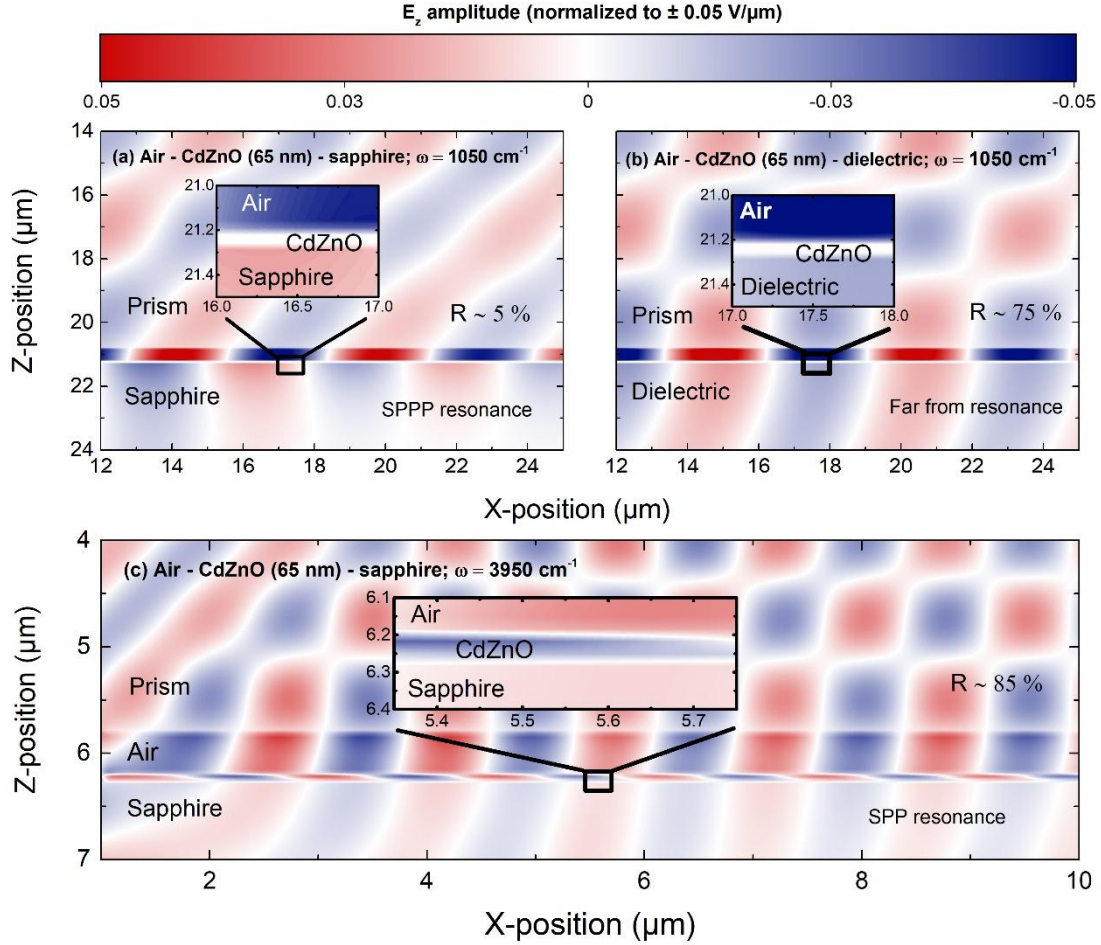 E_z amplitude (normalized to ± 0.05 V/µm)
0.05 0.03 0 -0.03 -0.05
(a) Air - CdZnO (65 nm) - sapphire; ω = 1050 cm⁻¹
14
16
18
20
22
24
Z-position (µm)
21.0
21.2
21.4
Air
CdZnO
Sapphire
16.0 16.5 17.0
Prism
R ~ 5 %
Sapphire
SPPP resonance
12 14 16 18 20 22 24
(b) Air - CdZnO (65 nm) - dielectric; ω = 1050 cm⁻¹
14
16
18
20
22
24
21.0
21.2
21.4
Air
CdZnO
Dielectric
17.0 17.5 18.0
Prism
R ~ 75 %
Dielectric
Far from resonance
12 14 16 18 20 22 24
X-position (µm)
(c) Air - CdZnO (65 nm) - sapphire; ω = 3950 cm⁻¹
4
5
6
7
Z-position (µm)
6.1
6.2
6.3
6.4
Air
CdZnO
Sapphire
5.4 5.5 5.6 5.7
Prism
R ~ 85 %
Air
Sapphire
SPP resonance
2 4 6 8 10
X-position (µm)